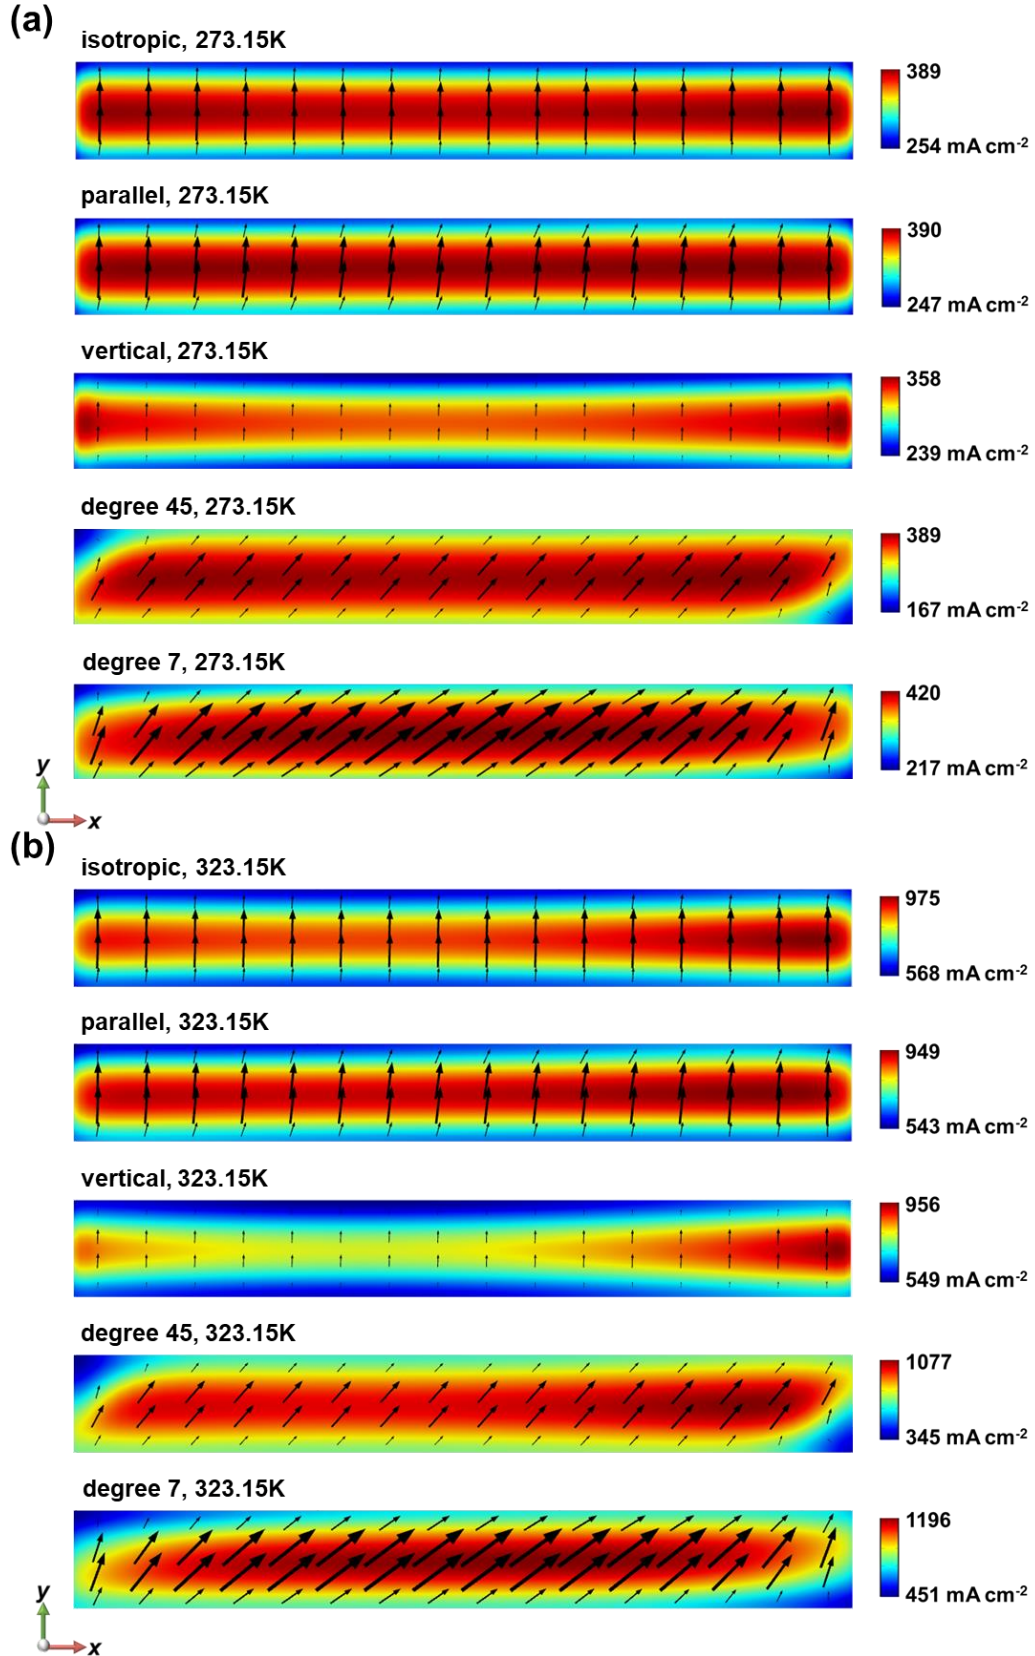 (a)
isotropic, 273.15K
389
254 mA cm-2
parallel, 273.15K
390
247 mA cm-2
vertical, 273.15K
358
239 mA cm-2
degree 45, 273.15K
389
167 mA cm-2
degree 7, 273.15K
420
217 mA cm-2
y
x
(b)
isotropic, 323.15K
975
568 mA cm-2
parallel, 323.15K
949
543 mA cm-2
vertical, 323.15K
956
549 mA cm-2
degree 45, 323.15K
1077
345 mA cm-2
degree 7, 323.15K
1196
451 mA cm-2
y
x